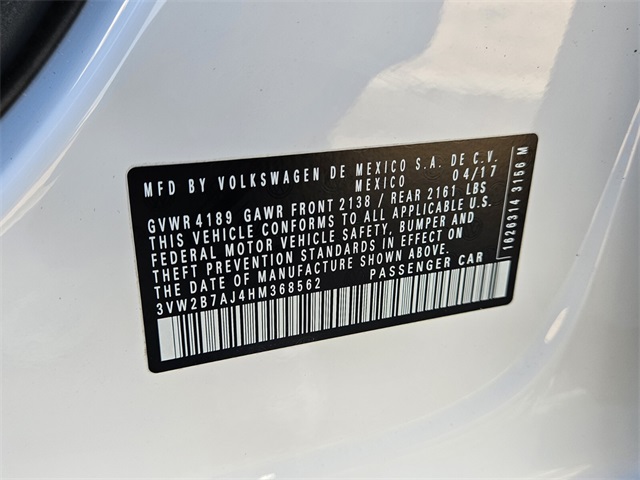 MFD BY VOLKSWAGEN DE MEXICO S.A. DE C.V.
MEXICO 04/17
GVWR 4189 GAWR FRONT 2138 / REAR 2161 LBS
THIS VEHICLE CONFORMS TO ALL APPLICABLE U.S.
FEDERAL MOTOR VEHICLE SAFETY, BUMPER AND
THEFT PREVENTION STANDARDS IN EFFECT ON
THE DATE OF MANUFACTURE SHOWN ABOVE.
3VW2B7AJ4HM368562 PASSENGER CAR
1626314 3156 M